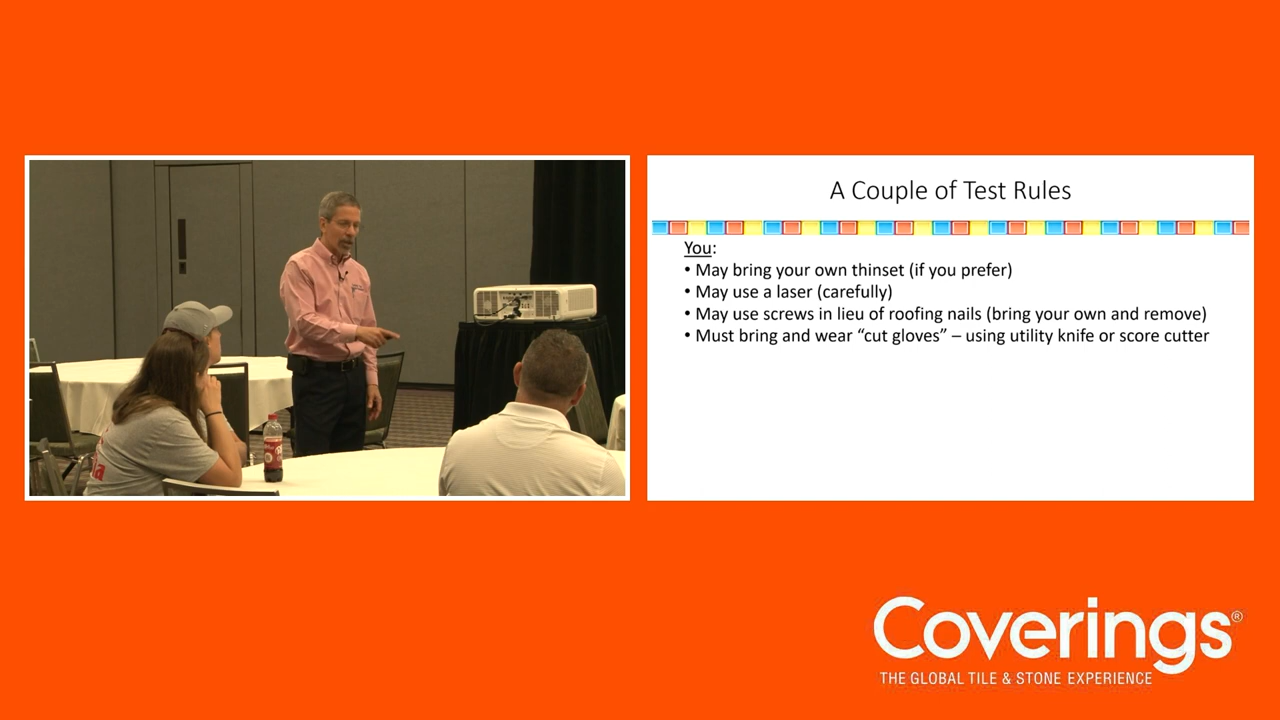 A Couple of Test Rules
You:
• May bring your own thinset (if you prefer)
• May use a laser (carefully)
• May use screws in lieu of roofing nails (bring your own and remove)
• Must bring and wear “cut gloves” – using utility knife or score cutter
Coverings®
THE GLOBAL TILE & STONE EXPERIENCE